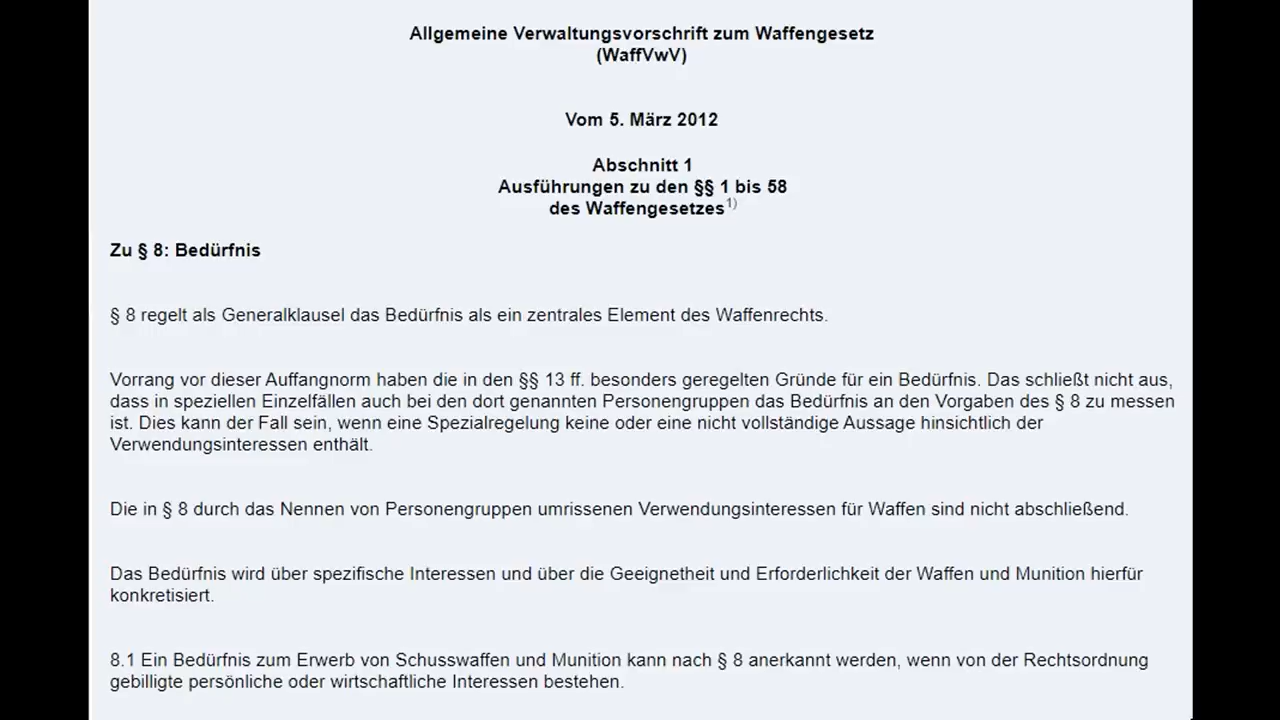 Allgemeine Verwaltungsvorschrift zum Waffengesetz
(WaffVwV)
Vom 5. März 2012
Abschnitt 1
Ausführungen zu den §§ 1 bis 58
des Waffengesetzes1)
Zu § 8: Bedürfnis
§ 8 regelt als Generalklausel das Bedürfnis als ein zentrales Element des Waffenrechts.
Vorrang vor dieser Auffangnorm haben die in den §§ 13 ff. besonders geregelten Gründe für ein Bedürfnis. Das schließt nicht aus,
dass in speziellen Einzelfällen auch bei den dort genannten Personengruppen das Bedürfnis an den Vorgaben des § 8 zu messen
ist. Dies kann der Fall sein, wenn eine Spezialregelung keine oder eine nicht vollständige Aussage hinsichtlich der
Verwendungsinteressen enthält.
Die in § 8 durch das Nennen von Personengruppen umrissenen Verwendungsinteressen für Waffen sind nicht abschließend.
Das Bedürfnis wird über spezifische Interessen und über die Geeignetheit und Erforderlichkeit der Waffen und Munition hierfür
konkretisiert.
8.1 Ein Bedürfnis zum Erwerb von Schusswaffen und Munition kann nach § 8 anerkannt werden, wenn von der Rechtsordnung
gebilligte persönliche oder wirtschaftliche Interessen bestehen.